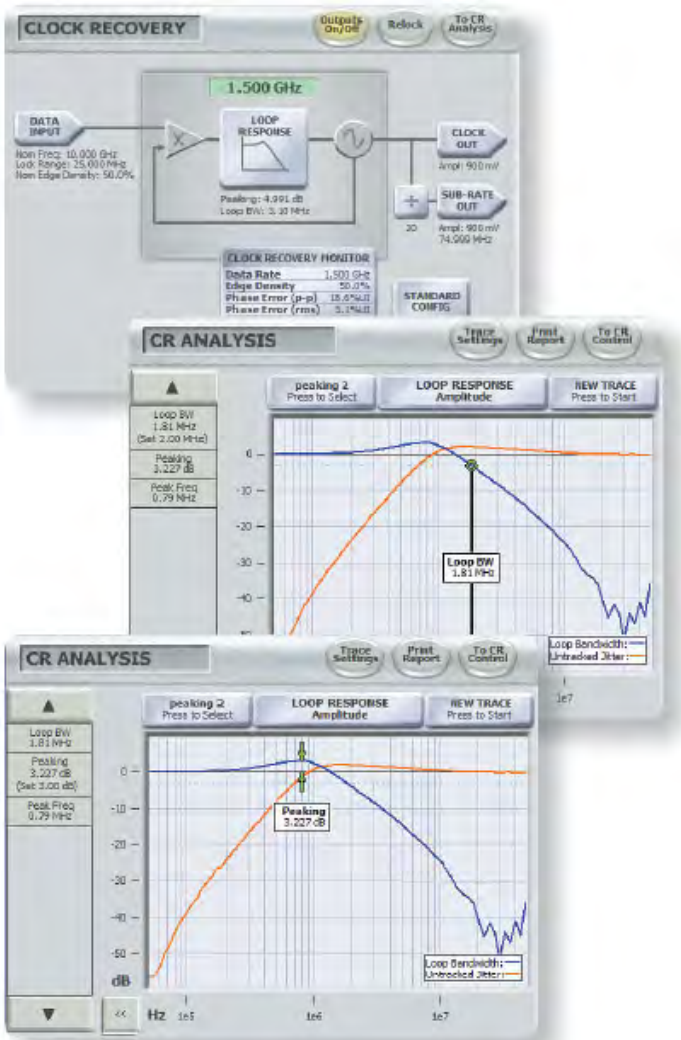 CLOCK RECOVERY
Outputs On/Off
Relock
To CR Analysis
1.500 GHz
DATA INPUT
Nom Freq: 10.000 GHz
Lock Range: 25.000 MHz
Nom Edge Density: 50.0%
LOOP RESPONSE
Peaking: 4.991 dB
Loop BW: 3.10 MHz
CLOCK OUT
Ampl: 900 mV
SUB-RATE OUT
20
Ampl: 900 mV
74.999 MHz
CLOCK RECOVERY MONITOR
Data Rate 1.500 GHz
Edge Density 50.0%
Phase Error (p-p)
Phase Error (rms)
STANDARD CONFIG
CR ANALYSIS
Trace Settings
Print Report
To CR Control
peaking 2
Press to Select
LOOP RESPONSE
Amplitude
NEW TRACE
Press to Start
Loop BW
1.81 MHz
(Set 2.00 MHz)
Peaking
3.227 dB
Peak Freq
0.79 MHz
0
-10
-20
-30
-40
-50
Loop BW
1.81 MHz
Loop Bandwidth:
Untracked Jitter:
1e7
CR ANALYSIS
Trace Settings
Print Report
To CR Control
peaking 2
Press to Select
LOOP RESPONSE
Amplitude
NEW TRACE
Press to Start
Loop BW
1.81 MHz
Peaking
3.227 dB
(Set 3.00 dB)
Peak Freq
0.79 MHz
0
-10
-20
-30
-40
-50
dB
Peaking
3.227 dB
Loop Bandwidth:
Untracked Jitter:
<<
Hz
1e5
1e6
1e7